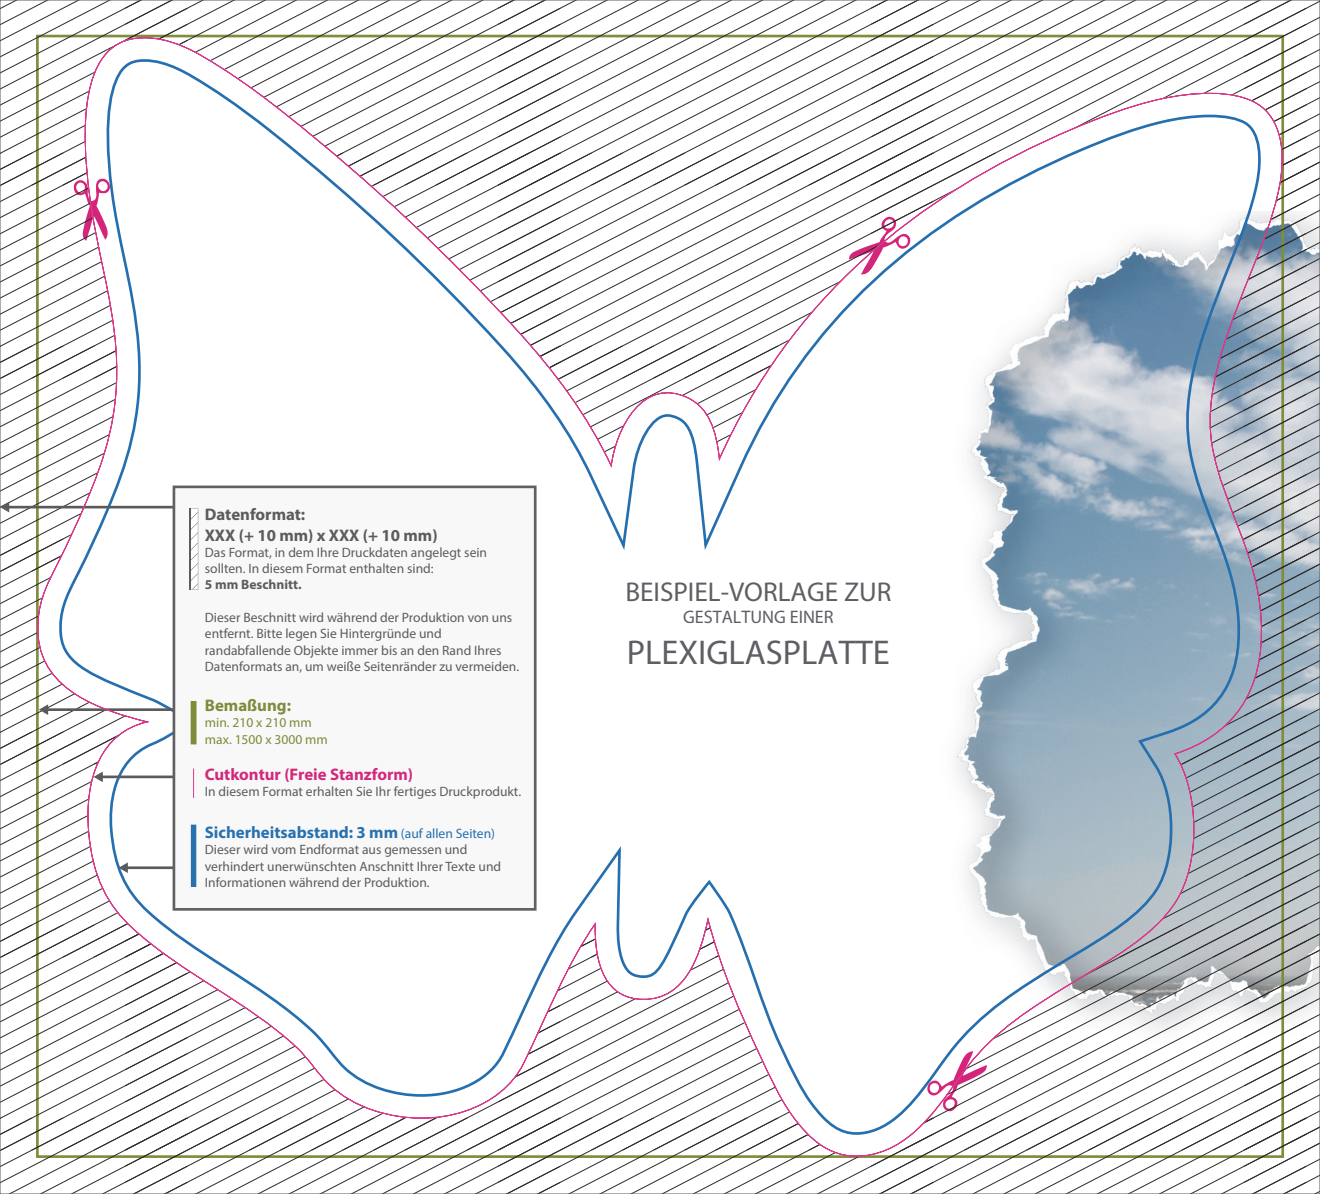 Datenformat:
XXX (+ 10 mm) x XXX (+ 10 mm)
Das Format, in dem Ihre Druckdaten angelegt sein
sollten. In diesem Format enthalten sind:
5 mm Beschnitt.
Dieser Beschnitt wird während der Produktion von uns
entfernt. Bitte legen Sie Hintergründe und
randabfallende Objekte immer bis an den Rand Ihres
Datenformats an, um weiße Seitenränder zu vermeiden.
Bemaßung:
min. 210 x 210 mm
max. 1500 x 3000 mm
Cutkontur (Freie Stanzform)
In diesem Format erhalten Sie Ihr fertiges Druckprodukt.
Sicherheitsabstand: 3 mm (auf allen Seiten)
Dieser wird vom Endformat aus gemessen und
verhindert unerwünschten Anschnitt Ihrer Texte und
Informationen während der Produktion.
BEISPIEL-VORLAGE ZUR
GESTALTUNG EINER
PLEXIGLASPLATTE